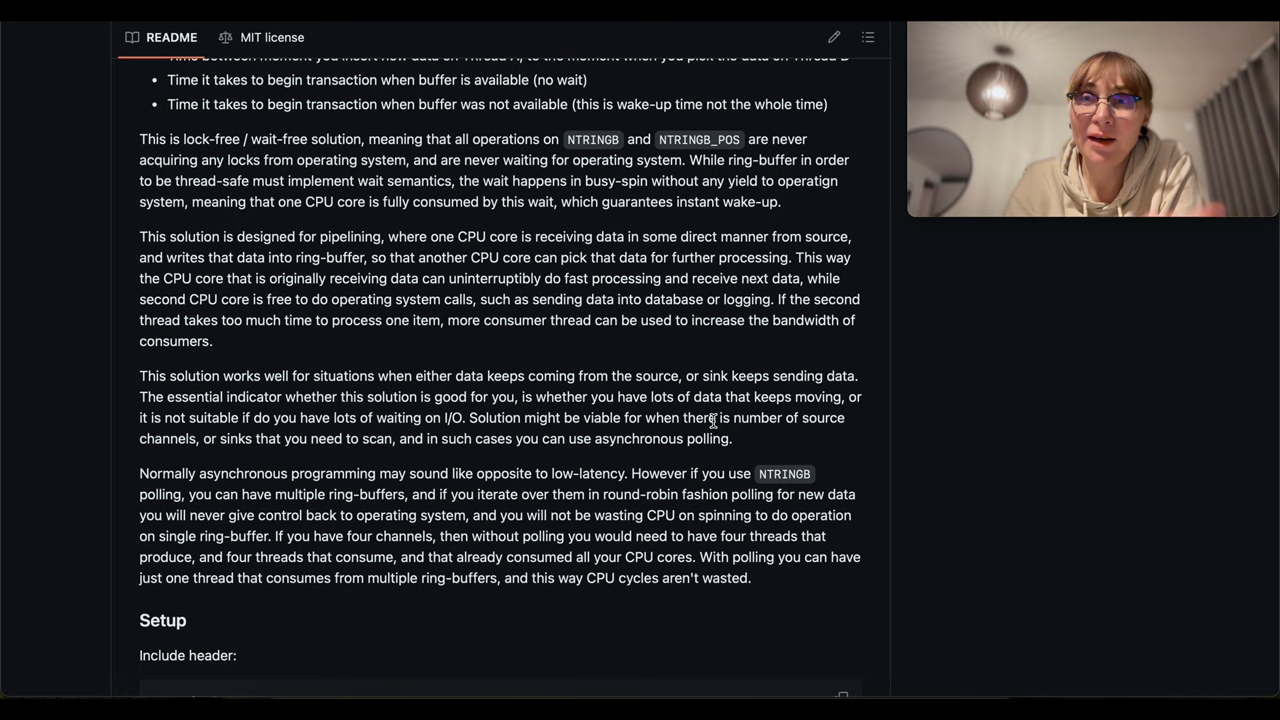 README
MIT license
Time between moment you insert new data on Thread A, to the moment when you pick the data on Thread B
Time it takes to begin transaction when buffer is available (no wait)
Time it takes to begin transaction when buffer was not available (this is wake-up time not the whole time)
This is lock-free / wait-free solution, meaning that all operations on NTRINGB and NTRINGB_POS are never
acquiring any locks from operating system, and are never waiting for operating system. While ring-buffer in order
to be thread-safe must implement wait semantics, the wait happens in busy-spin without any yield to operatign
system, meaning that one CPU core is fully consumed by this wait, which guarantees instant wake-up.
This solution is designed for pipelining, where one CPU core is receiving data in some direct manner from source,
and writes that data into ring-buffer, so that another CPU core can pick that data for further processing. This way
the CPU core that is originally receiving data can uninterruptibly do fast processing and receive next data, while
second CPU core is free to do operating system calls, such as sending data into database or logging. If the second
thread takes too much time to process one item, more consumer thread can be used to increase the bandwidth of
consumers.
This solution works well for situations when either data keeps coming from the source, or sink keeps sending data.
The essential indicator whether this solution is good for you, is whether you have lots of data that keeps moving, or
it is not suitable if do you have lots of waiting on I/O. Solution might be viable for when there is number of source
channels, or sinks that you need to scan, and in such cases you can use asynchronous polling.
Normally asynchronous programming may sound like opposite to low-latency. However if you use NTRINGB
polling, you can have multiple ring-buffers, and if you iterate over them in round-robin fashion polling for new data
you will never give control back to operating system, and you will not be wasting CPU on spinning to do operation
on single ring-buffer. If you have four channels, then without polling you would need to have four threads that
produce, and four threads that consume, and that already consumed all your CPU cores. With polling you can have
just one thread that consumes from multiple ring-buffers, and this way CPU cycles aren't wasted.
Setup
Include header: